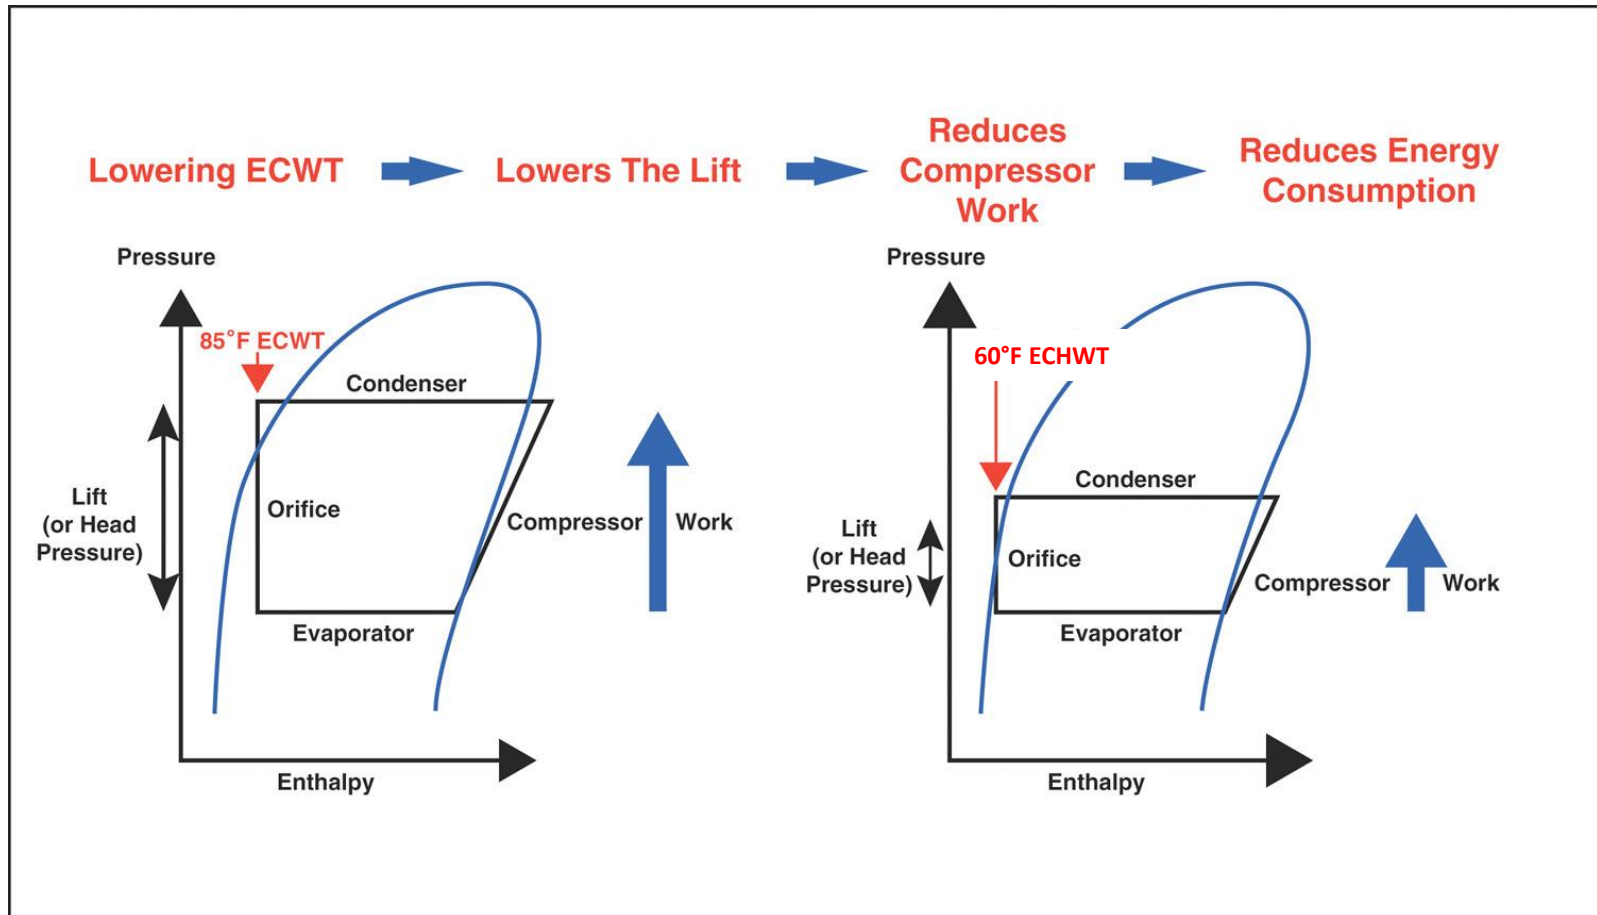 Lowering ECWT
Lowers The Lift
Reduces
Compressor
Work
Reduces Energy
Consumption
Pressure
85°F ECWT
Condenser
Lift
(or Head
Pressure)
Orifice
Compressor
Work
Evaporator
Enthalpy
Pressure
60°F ECHWT
Condenser
Lift
(or Head
Pressure)
Orifice
Compressor
Work
Evaporator
Enthalpy